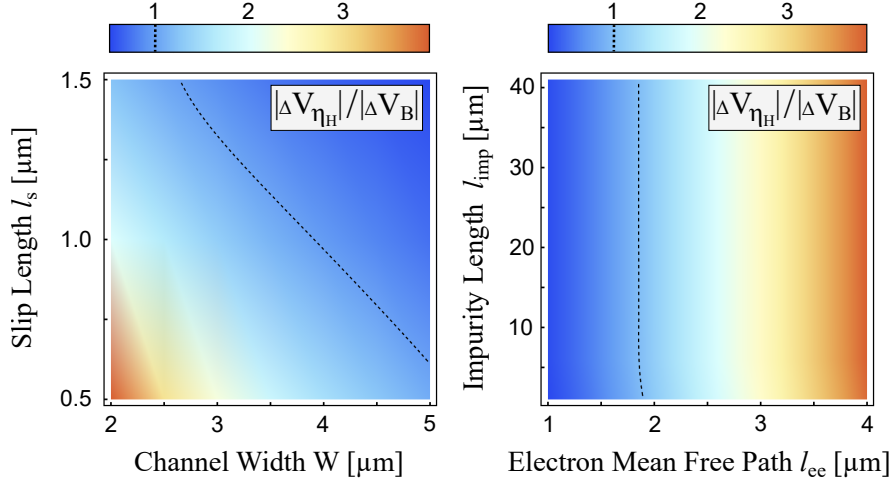 1 2 3
1 2 3
1.5
1.0
0.5
Slip Length lₛ [µm]
|ΔV_ηH|/|ΔV_B|
2 3 4 5
Channel Width W [µm]
40
30
20
10
Impurity Length l_imp [µm]
|ΔV_ηH|/|ΔV_B|
1 2 3 4
Electron Mean Free Path l_ee [µm]